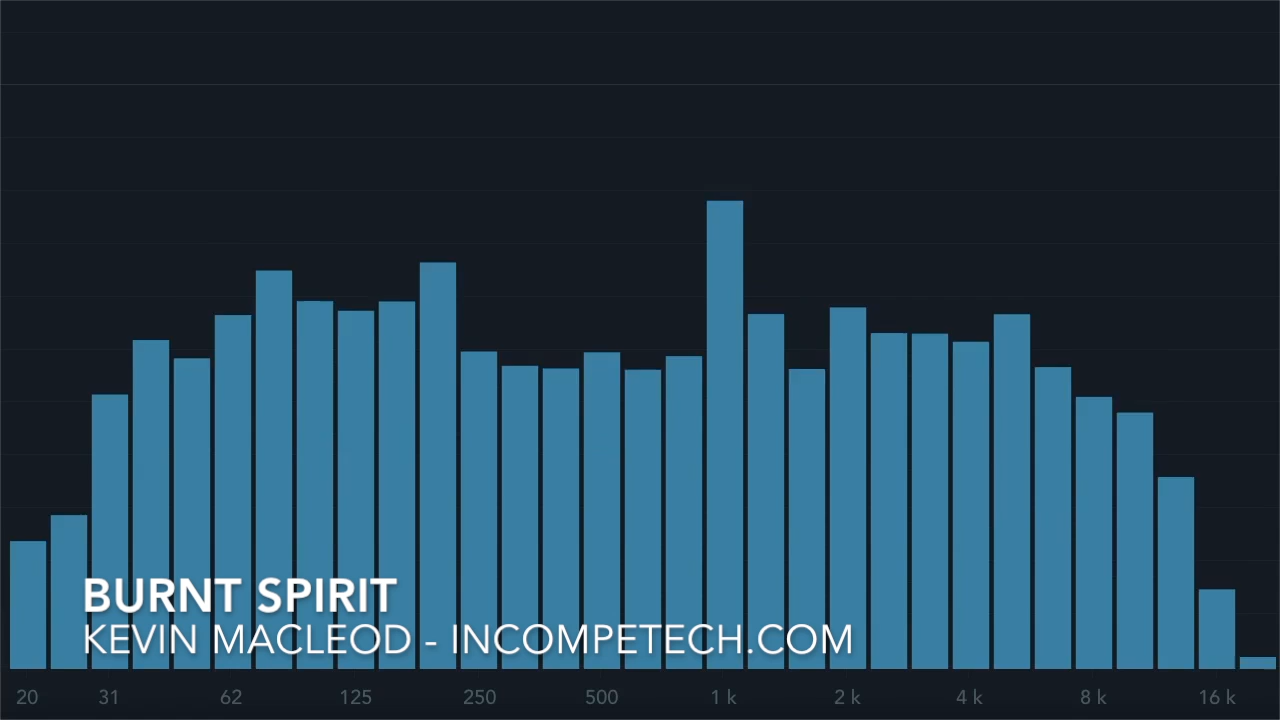 BURNT SPIRIT
KEVIN MACLEOD - INCOMPETECH.COM
20 31 62 125 250 500 1 k 2 k 4 k 8 k 16 k